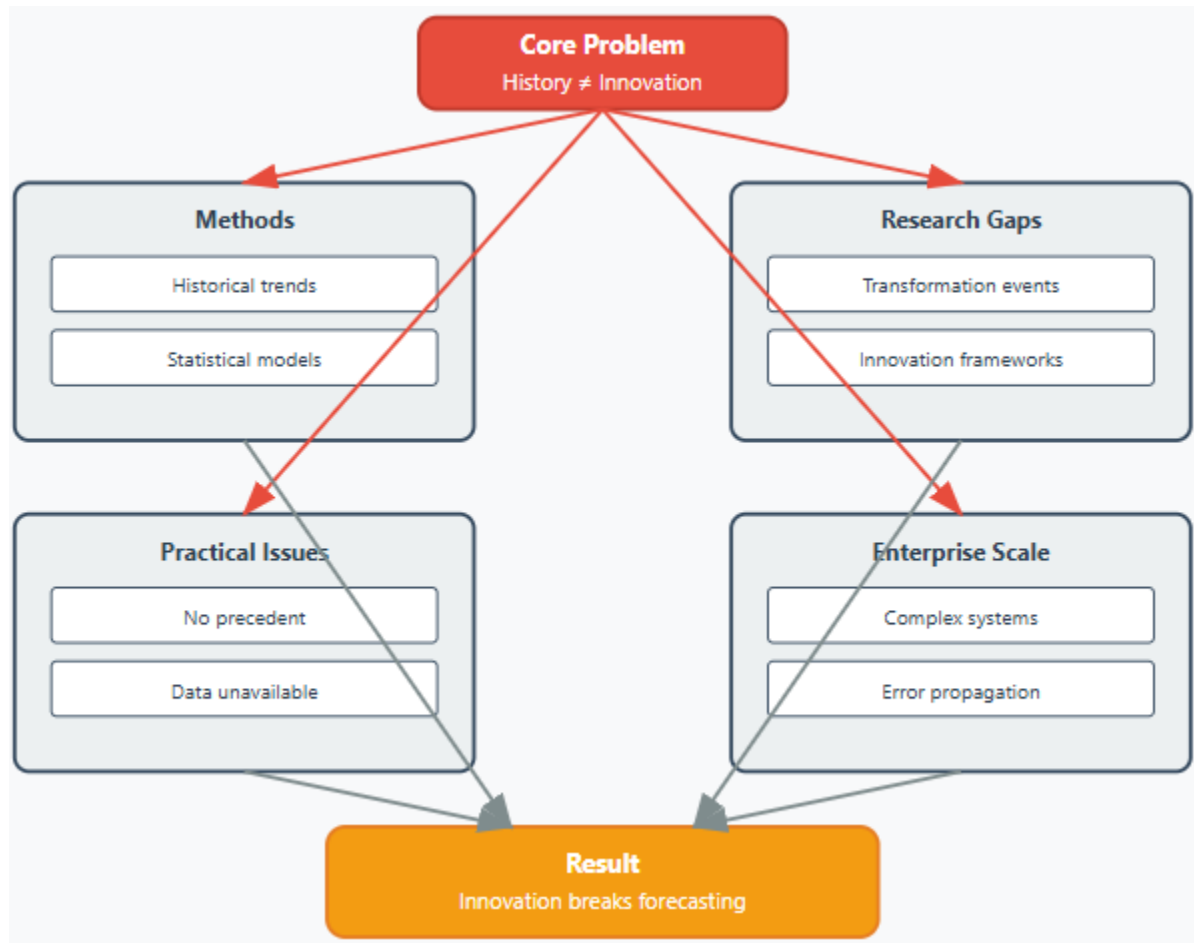 Core Problem
History ≠ Innovation
Methods
Historical trends
Statistical models
Research Gaps
Transformation events
Innovation frameworks
Practical Issues
No precedent
Data unavailable
Enterprise Scale
Complex systems
Error propagation
Result
Innovation breaks forecasting